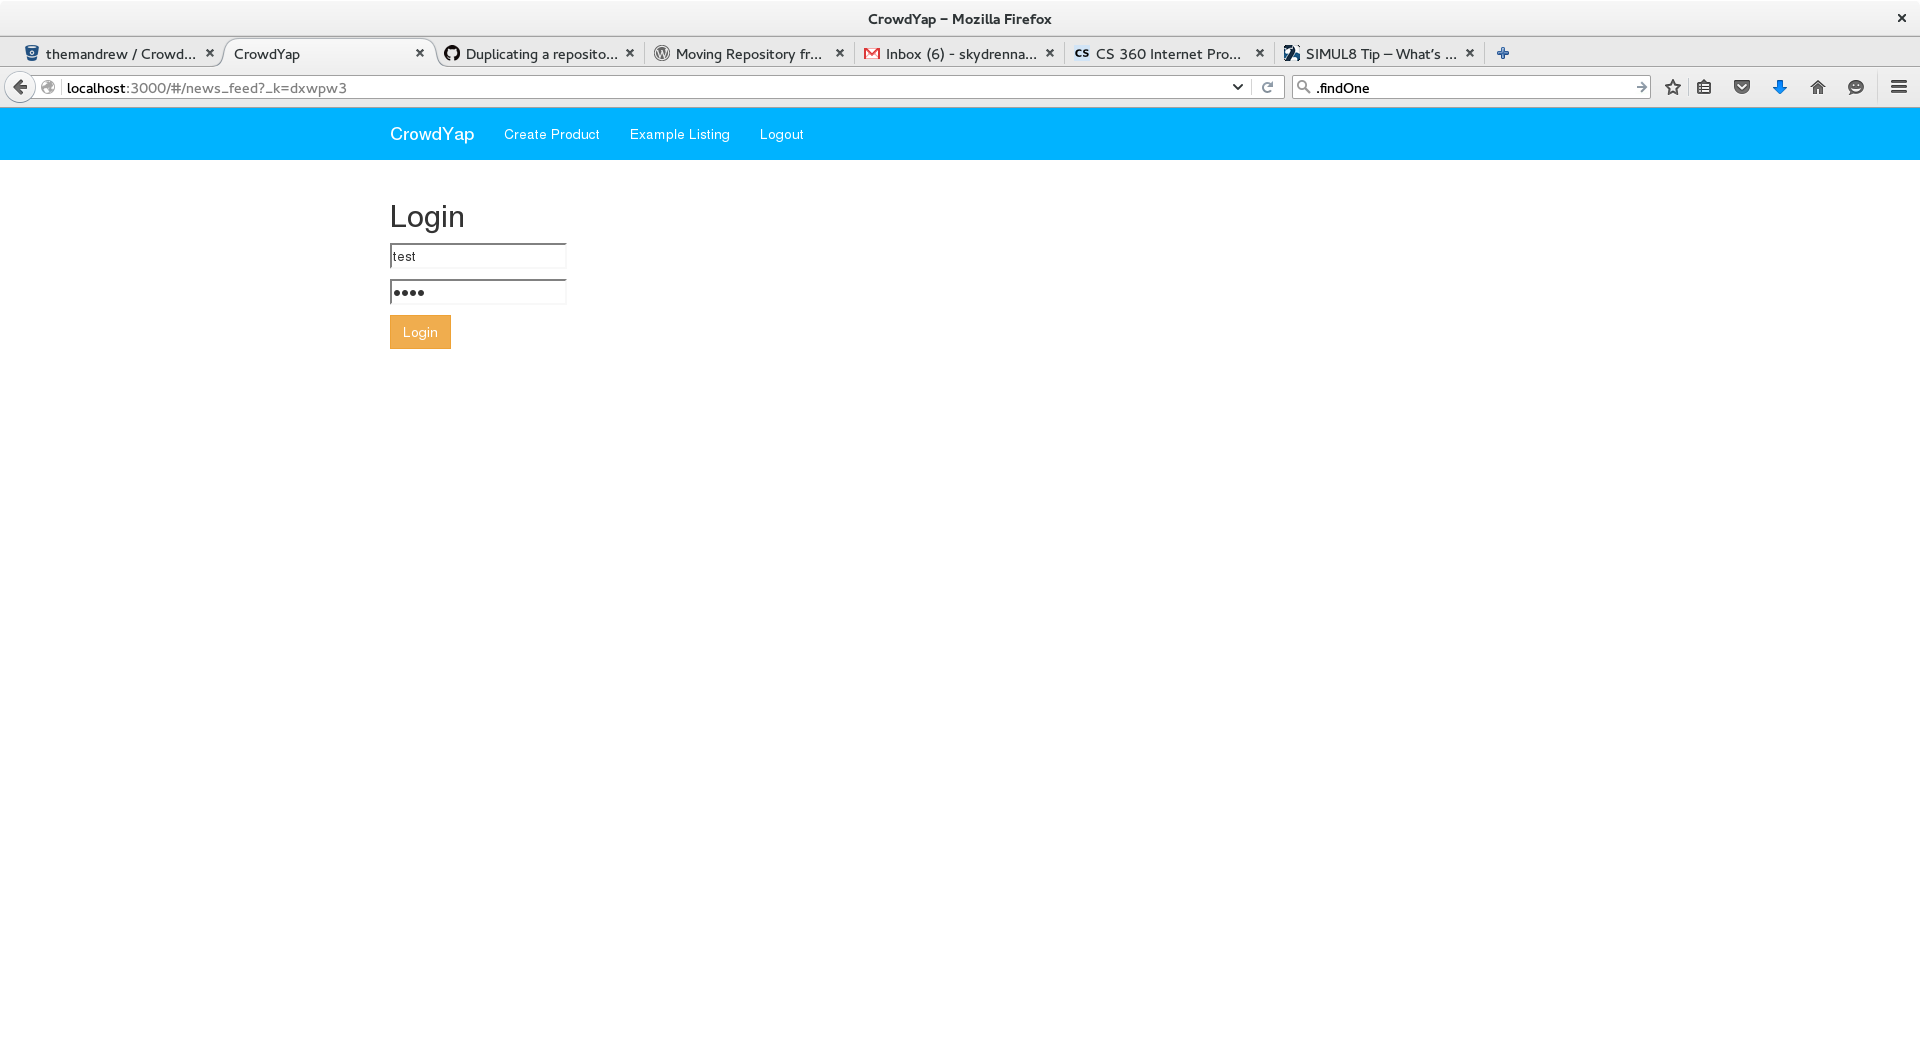 CrowdYap – Mozilla Firefox
themandrew / Crowd...
CrowdYap
Duplicating a reposito...
Moving Repository fr...
Inbox (6) - skydrenna...
CS CS 360 Internet Pro...
SIMUL8 Tip – What's ...
localhost:3000/#/news_feed?_k=dxwpw3
.findOne
CrowdYap Create Product Example Listing Logout
Login
test
••••
Login